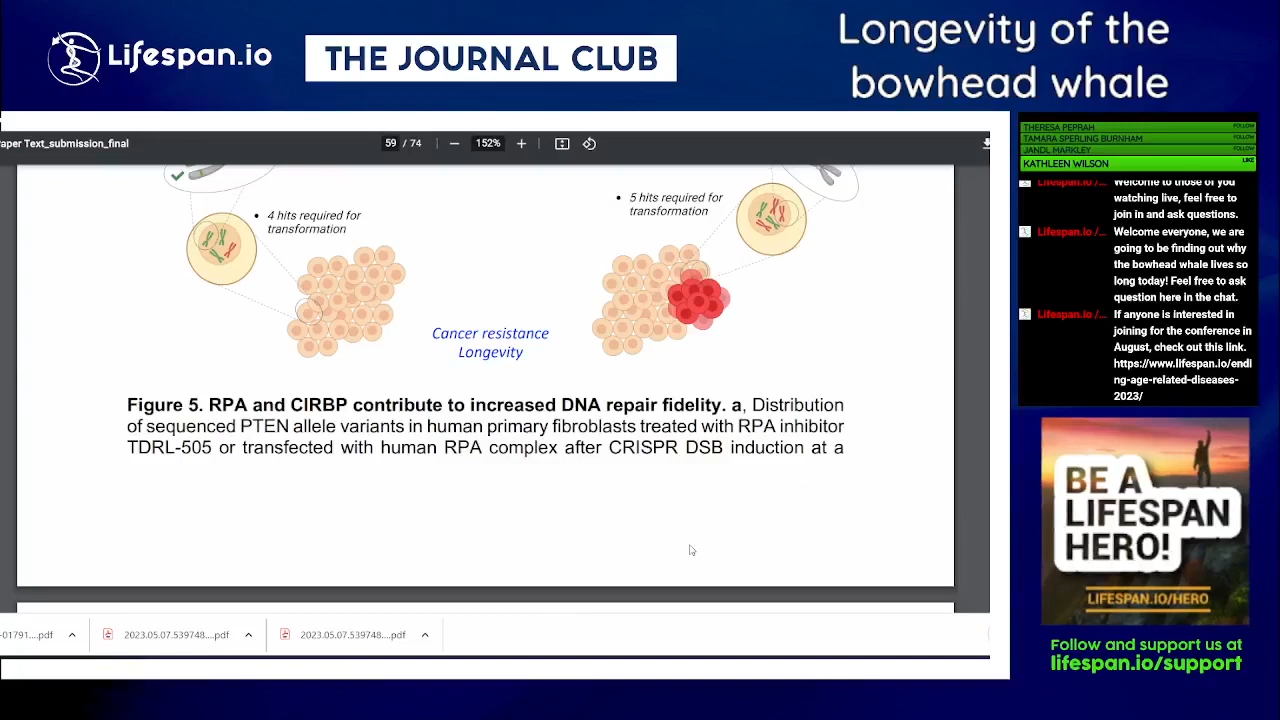 Lifespan.io
THE JOURNAL CLUB
Longevity of the
bowhead whale
aper Text_submission_final
59 / 74
152%
• 4 hits required for
transformation
• 5 hits required for
transformation
Cancer resistance
Longevity
Figure 5. RPA and CIRBP contribute to increased DNA repair fidelity. a, Distribution
of sequenced PTEN allele variants in human primary fibroblasts treated with RPA inhibitor
TDRL-505 or transfected with human RPA complex after CRISPR DSB induction at a
-01791....pdf
2023.05.07.539748....pdf
2023.05.07.539748....pdf
THERESA PEPRAH FOLLOW
TAMARA SPERLING BURNHAM FOLLOW
JANDL MARKLEY FOLLOW
KATHLEEN WILSON LIKE
Lifespan.io /... Welcome to those of you
watching live, feel free to
join in and ask questions.
Lifespan.io /... Welcome everyone, we are
going to be finding out why
the bowhead whale lives so
long today! Feel free to ask
question here in the chat.
Lifespan.io /... If anyone is interested in
joining for the conference in
August, check out this link.
https://www.lifespan.io/endi
ng-age-related-diseases-
2023/
BE A
LIFESPAN
HERO!
LIFESPAN.IO/HERO
Follow and support us at
lifespan.io/support